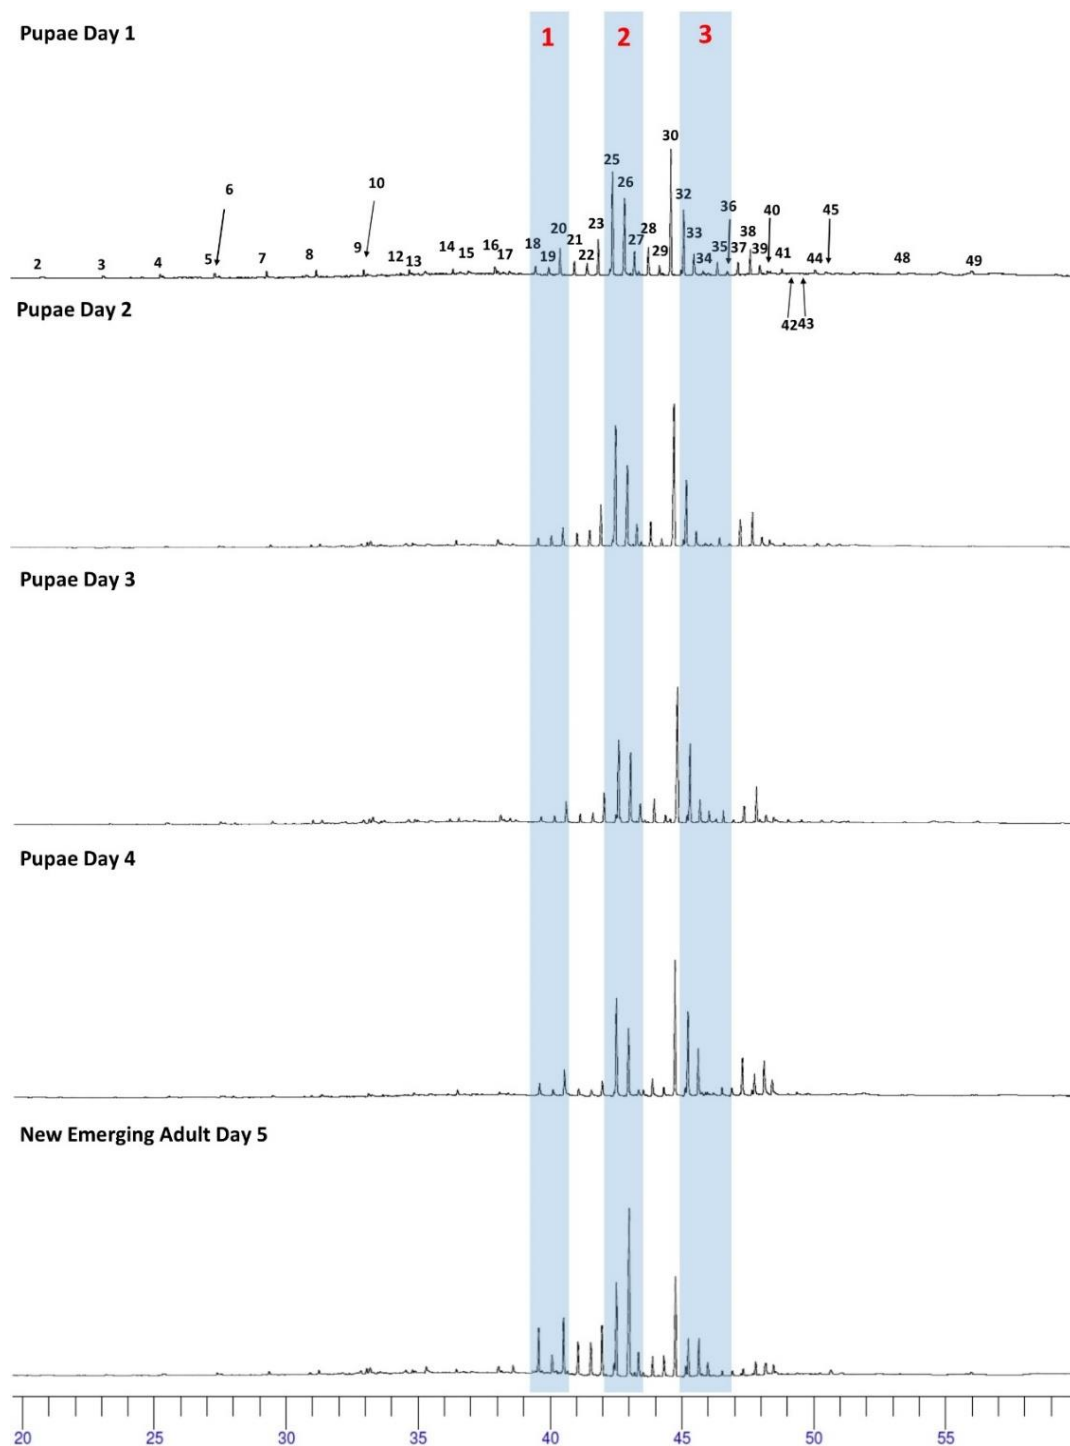 Pupae Day 1
1 2 3
30
25
6 10 26
32 36 40 45
20 23 33 38
18 21 27 28
9 14 16 35 37 39 41
2 3 4 5 7 8 12 13 15 17 19 22 29 34 44 48 49
42 43
Pupae Day 2
Pupae Day 3
Pupae Day 4
New Emerging Adult Day 5
20 25 30 35 40 45 50 55